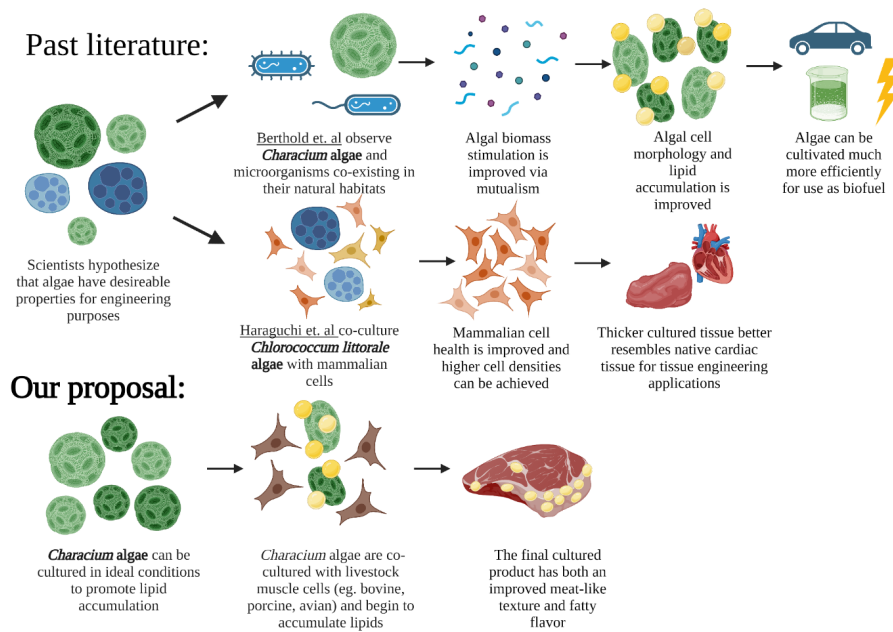 Past literature:
Scientists hypothesize
that algae have desireable
properties for engineering
purposes
Berthold et. al observe
Characium algae and
microorganisms co-existing in
their natural habitats
Algal biomass
stimulation is
improved via
mutualism
Algal cell
morphology and
lipid
accumulation is
improved
Algae can be
cultivated much
more efficiently
for use as biofuel
Haraguchi et. al co-culture
Chlorococcum littorale
algae with mammalian
cells
Mammalian cell
health is improved and
higher cell densities
can be achieved
Thicker cultured tissue better
resembles native cardiac
tissue for tissue engineering
applications
Our proposal:
Characium algae can be
cultured in ideal conditions
to promote lipid
accumulation
Characium algae are co-
cultured with livestock
muscle cells (eg. bovine,
porcine, avian) and begin to
accumulate lipids
The final cultured
product has both an
improved meat-like
texture and fatty
flavor